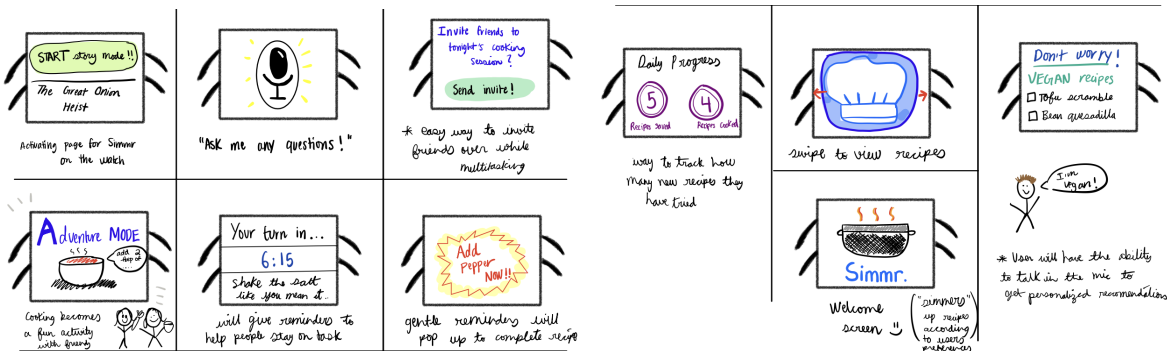 START story mode!!
The Great Onion
Heist
Activating page for Simmr
on the watch
"Ask me any questions!"
Invite friends to
tonight's cooking
Session?
Send invite!
* easy way to invite
friends over while
multitasking
Adventure MODE
add 2
tbsp of
...
Cooking becomes
a fun activity
with friends
Your turn in...
6:15
shake the salt
like you mean it..
will give reminders to
help people stay on task
Add
Pepper
Now!!
gentle reminders will
pop up to complete recipe
Daily Progress
5
4
Recipes saved
Recipes cooked
way to track how
many new recipes they
have tried
swipe to view recipes
Simmr.
Welcome
screen
("simmers"
up recipes
according
to users
preferences)
Don't worry!
VEGAN recipes
Tofu scramble
Bean quesadilla
I'm
vegan!
* User will have the ability
to talk in the mic to
get personalized recomendations